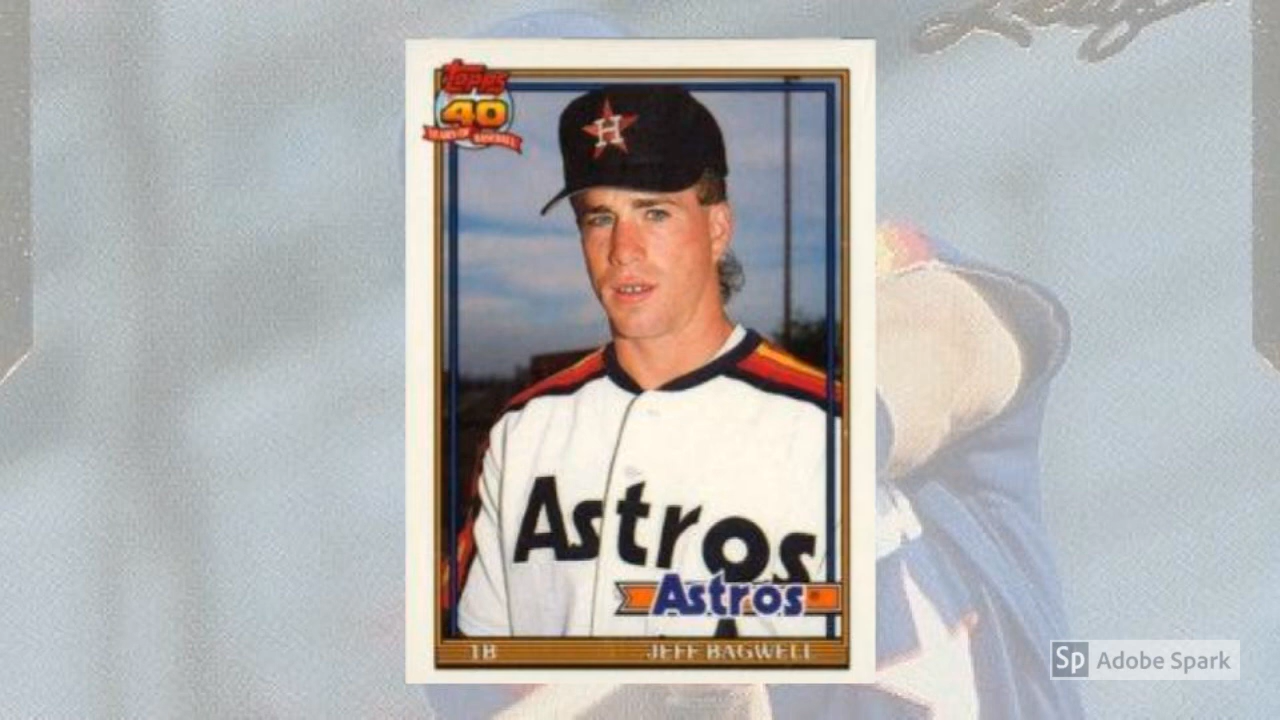 Topps
40
YEARS OF BASEBALL
H
Astros
Astros
1B JEFF BAGWELL
Sp Adobe Spark